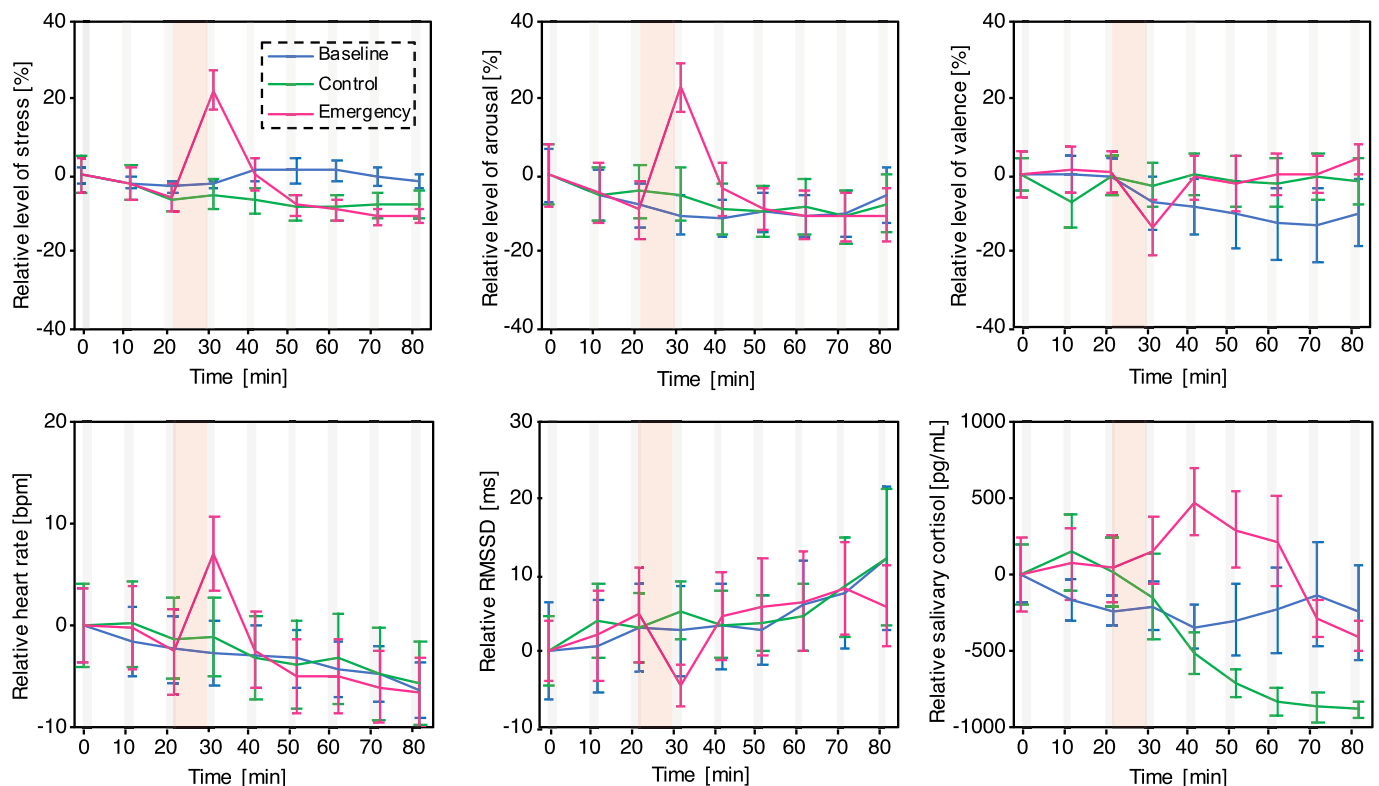 Relative level of stress [%]
40
20
0
-20
-40
Baseline
Control
Emergency
0 10 20 30 40 50 60 70 80
Time [min]
Relative level of arousal [%]
40
20
0
-20
-40
0 10 20 30 40 50 60 70 80
Time [min]
Relative level of valence [%]
40
20
0
-20
-40
0 10 20 30 40 50 60 70 80
Time [min]
Relative heart rate [bpm]
20
10
0
-10
0 10 20 30 40 50 60 70 80
Time [min]
Relative RMSSD [ms]
30
20
10
0
-10
0 10 20 30 40 50 60 70 80
Time [min]
Relative salivary cortisol [pg/mL]
1000
500
0
-500
-1000
0 10 20 30 40 50 60 70 80
Time [min]